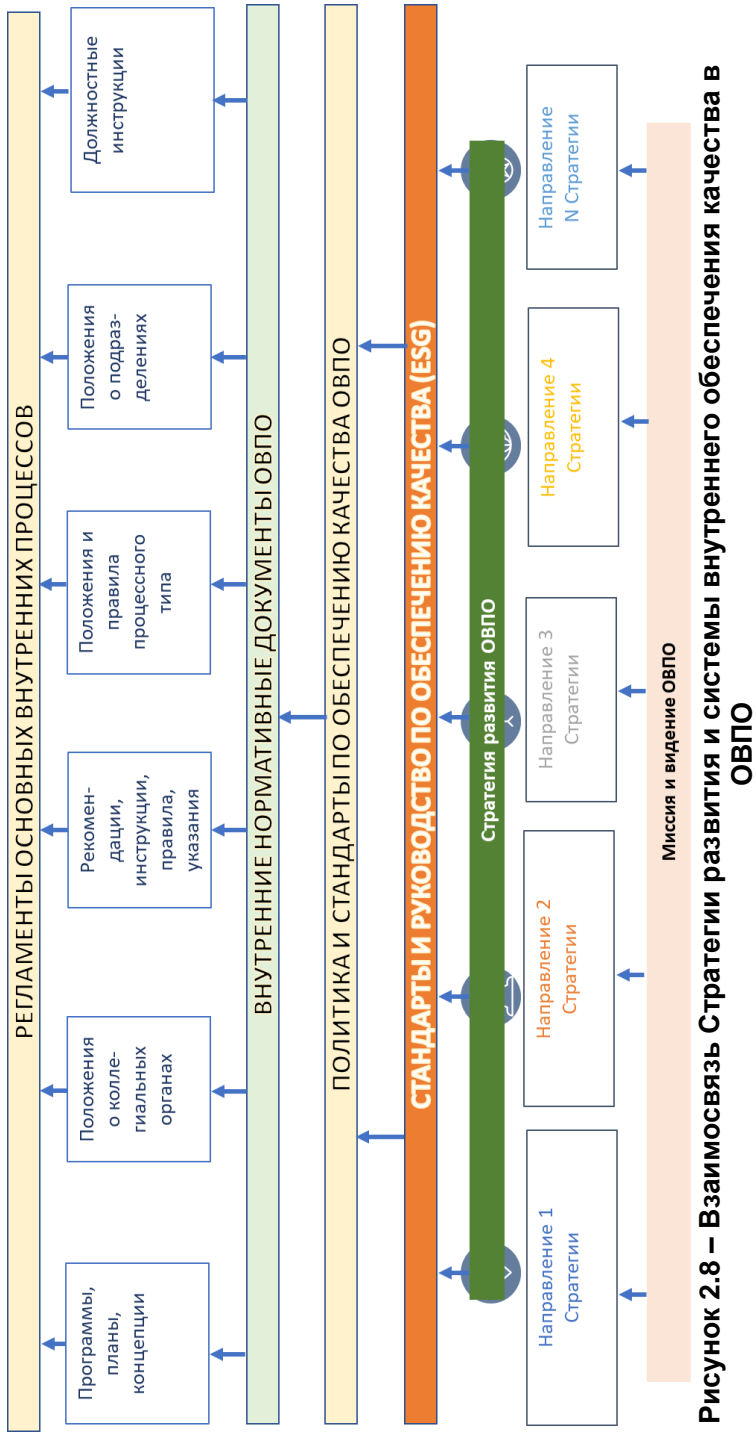 РЕГЛАМЕНТЫ ОСНОВНЫХ ВНУТРЕННИХ ПРОЦЕССОВ
Программы,
планы,
концепции
Положения
о колле-
гиальных
органах
Рекомен-
дации,
инструкции,
правила,
указания
Положения и
правила
процессного
типа
Положения
о подраз-
делениях
Должностные
инструкции
ВНУТРЕННИЕ НОРМАТИВНЫЕ ДОКУМЕНТЫ ОВПО
ПОЛИТИКА И СТАНДАРТЫ ПО ОБЕСПЕЧЕНИЮ КАЧЕСТВА ОВПО
СТАНДАРТЫ И РУКОВОДСТВО ПО ОБЕСПЕЧЕНИЮ КАЧЕСТВА (ESG)
Стратегия развития ОВПО
Направление 1
Стратегии
Направление 2
Стратегии
Направление 3
Стратегии
Направление 4
Стратегии
Направление
N Стратегии
Миссия и видение ОВПО
Рисунок 2.8 – Взаимосвязь Стратегии развития и системы внутреннего обеспечения качества в
ОВПО